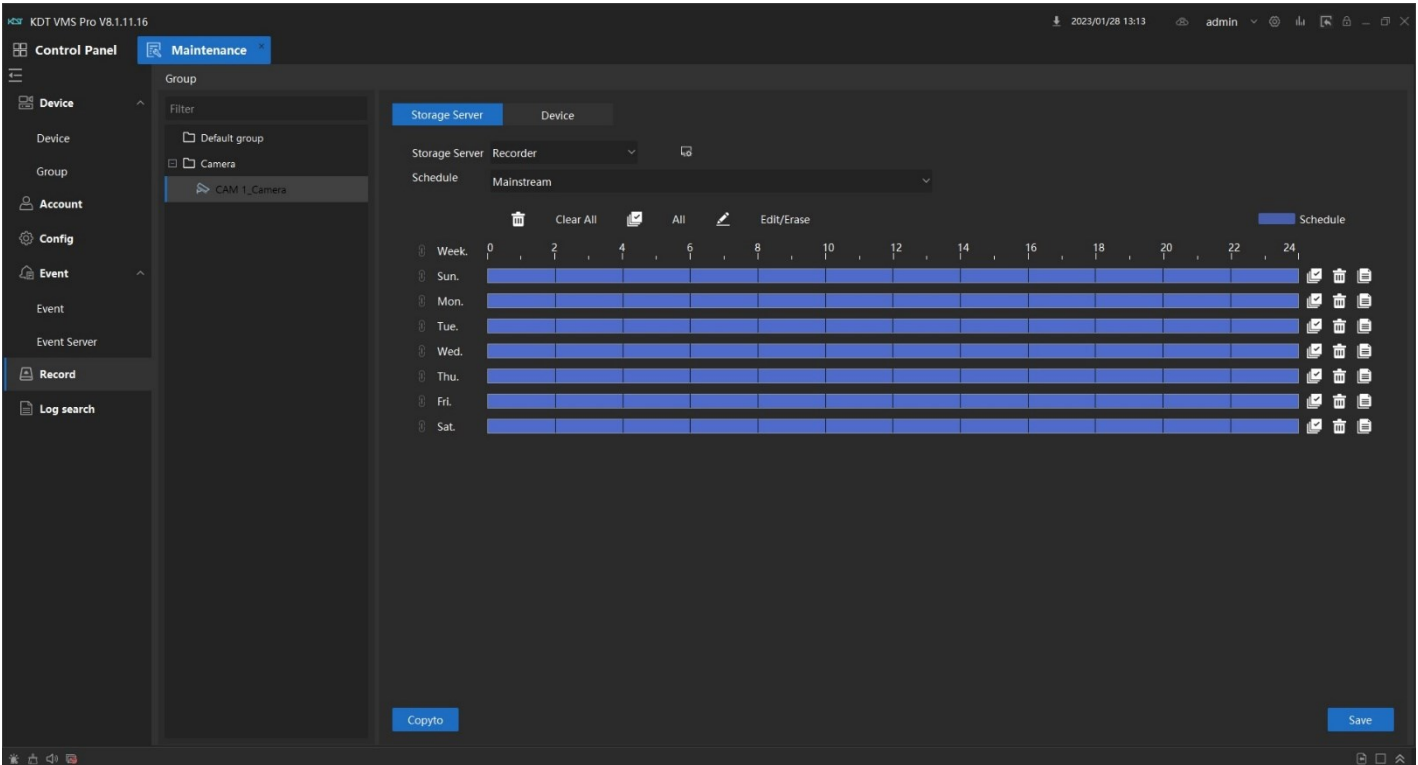 KDT KDT VMS Pro V8.1.11.16 2023/01/28 13:13 admin
Control Panel Maintenance ×
Group
Device
Filter
Storage Server Device
Device
Default group
Storage Server Recorder
Camera
Group
Schedule Mainstream
CAM 1_Camera
Account
Clear All All Edit/Erase Schedule
Config
Week. 0 2 4 6 8 10 12 14 16 18 20 22 24
Event
Sun.
Mon.
Event
Tue.
Event Server
Wed.
Record
Thu.
Fri.
Log search
Sat.
Copyto Save